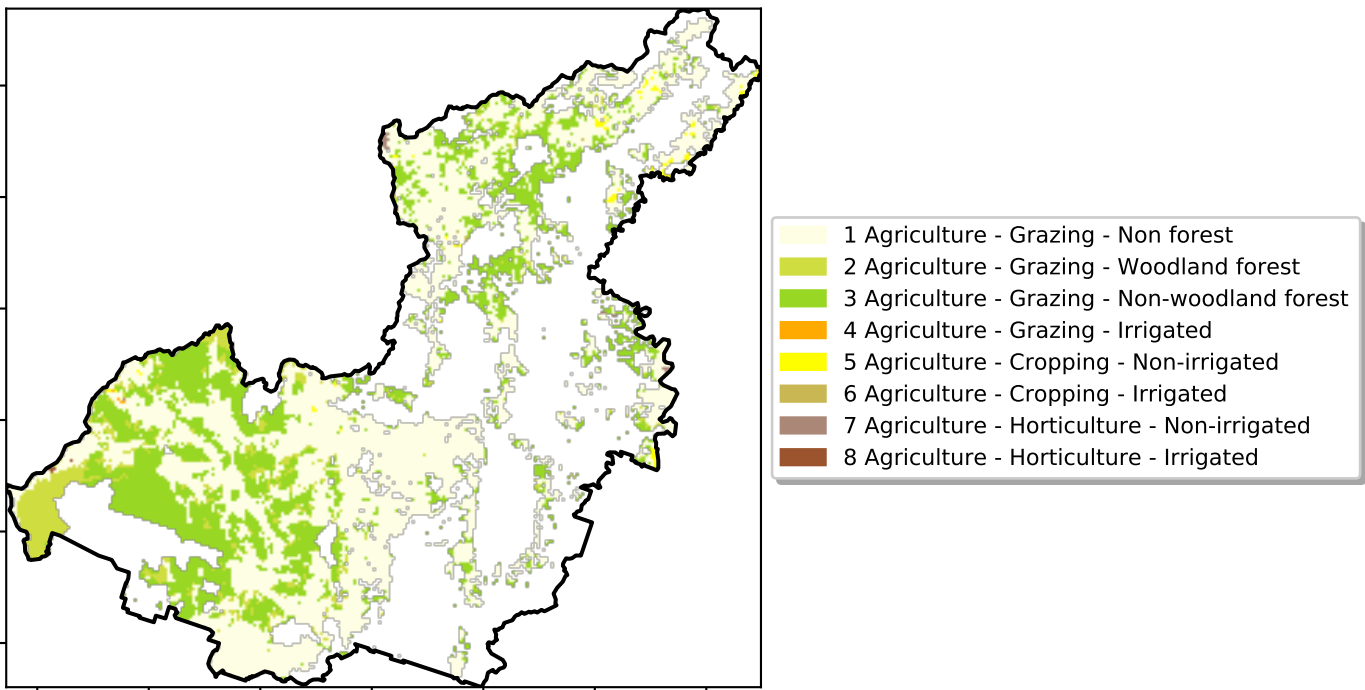 1 Agriculture - Grazing - Non forest
2 Agriculture - Grazing - Woodland forest
3 Agriculture - Grazing - Non-woodland forest
4 Agriculture - Grazing - Irrigated
5 Agriculture - Cropping - Non-irrigated
6 Agriculture - Cropping - Irrigated
7 Agriculture - Horticulture - Non-irrigated
8 Agriculture - Horticulture - Irrigated